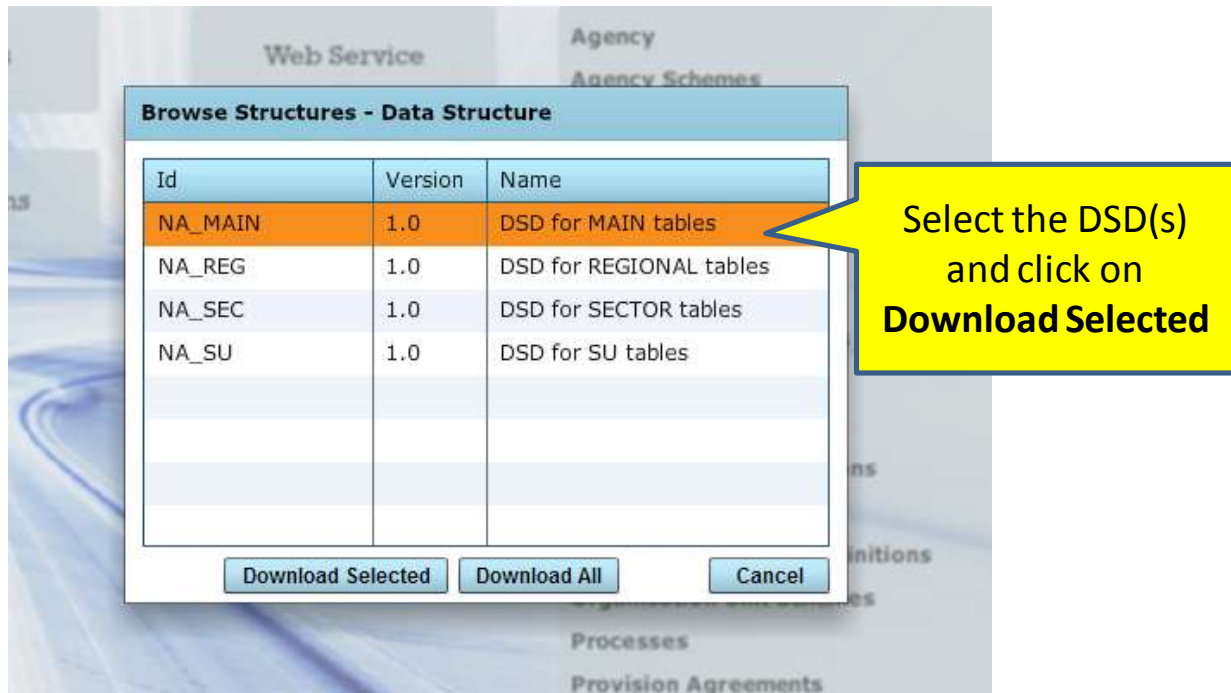 Web Service
Agency
Agency Schemes
Browse Structures - Data Structure
Id Version Name
NA_MAIN 1.0 DSD for MAIN tables
NA_REG 1.0 DSD for REGIONAL tables
NA_SEC 1.0 DSD for SECTOR tables
NA_SU 1.0 DSD for SU tables
Download Selected Download All Cancel
Select the DSD(s)
and click on
Download Selected
Processes
Provision Agreements